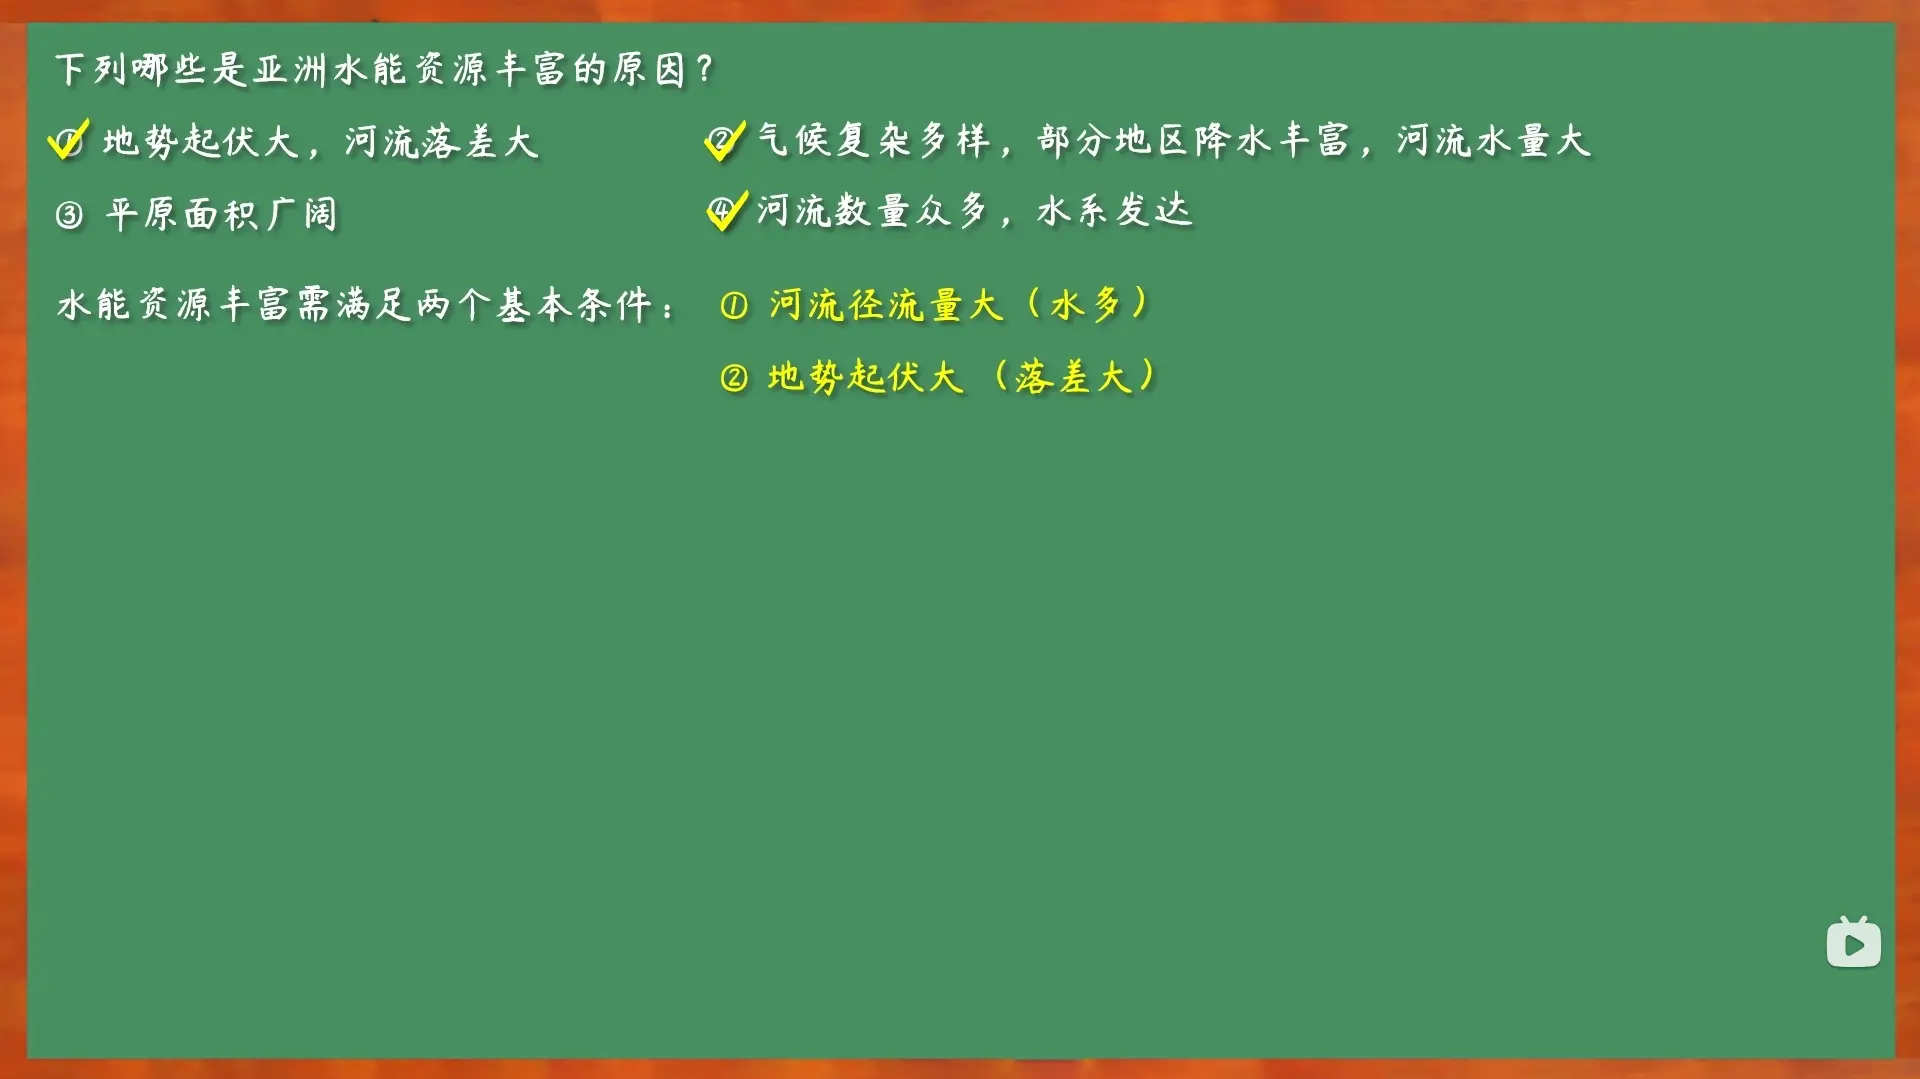 下列哪些是亚洲水能资源丰富的原因？
① 地势起伏大，河流落差大 ② 气候复杂多样，部分地区降水丰富，河流水量大
③ 平原面积广阔 ④ 河流数量众多，水系发达
水能资源丰富需满足两个基本条件： ① 河流径流量大（水多）
② 地势起伏大（落差大）